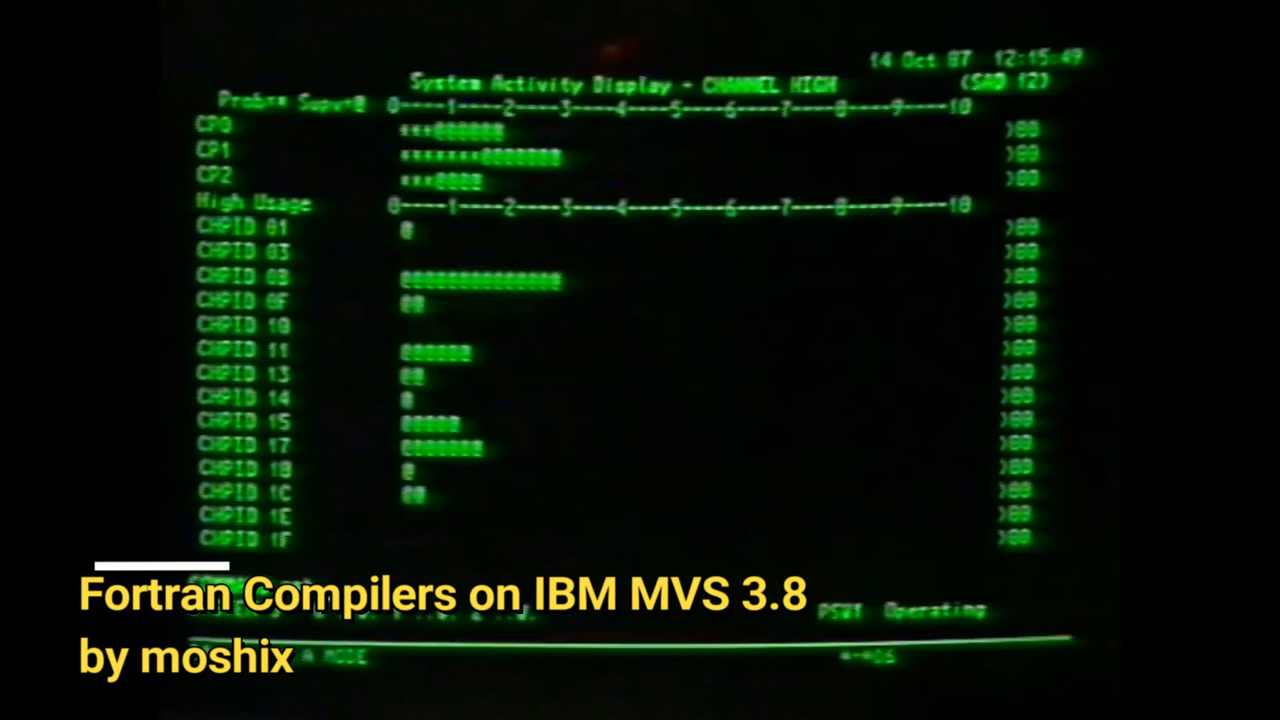 14 Oct 87 12:15:49
System Activity Display - CHANNEL HIGH (SAD 12)
0----1----2----3----4----5----6----7----8----9----10
CP0 )80
CP1 )80
CP2 )80
High Usage 0----1----2----3----4----5----6----7----8----9----10
CHPID 01 )80
CHPID 03 )80
CHPID 0B )80
CHPID 0F )80
CHPID 10 )80
CHPID 11 )80
CHPID 13 )80
CHPID 14 )80
CHPID 15 )80
CHPID 17 )80
CHPID 1B )80
CHPID 1C )80
CHPID 1E )80
CHPID 1F )80
Fortran Compilers on IBM MVS 3.8
PSW1 Operating
by moshix
A MODE